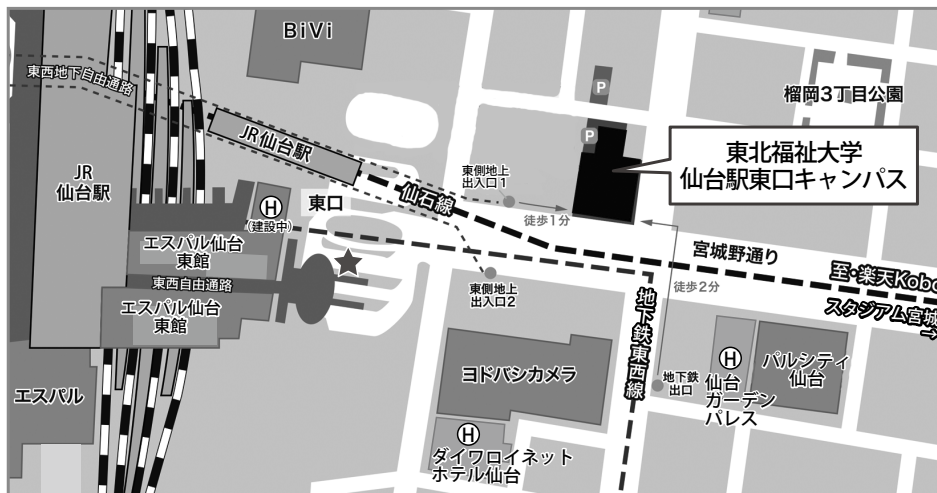 BiVi
東西地下自由通路
JR仙台駅
JR
仙台駅
P
P
榴岡3丁目公園
東北福祉大学
仙台駅東口キャンパス
東側地上
出入口1
徒歩1分
仙石線
東口
H
(建設中)
エスパル仙台
東館
東西自由通路
エスパル仙台
東館
エスパル
東側地上
出入口2
宮城野通り
至・楽天Kobo
スタジアム宮城
→
徒歩2分
地下鉄東西線
ヨドバシカメラ
地下鉄
出口
H
仙台
ガーデン
パレス
パルシティ
仙台
H
ダイワロイネット
ホテル仙台